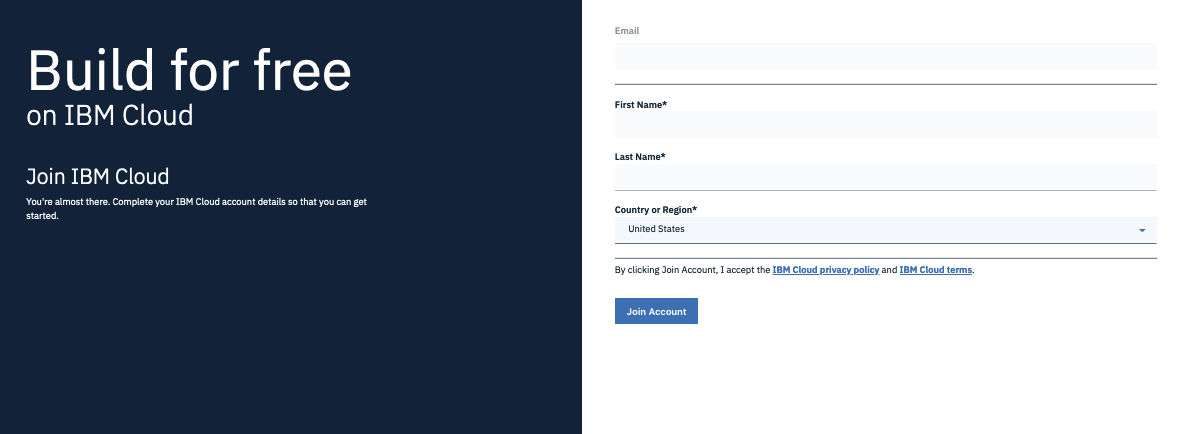 Build for free
on IBM Cloud
Join IBM Cloud
You're almost there. Complete your IBM Cloud account details so that you can get
started.
Email
First Name*
Last Name*
Country or Region*
United States
By clicking Join Account, I accept the IBM Cloud privacy policy and IBM Cloud terms.
Join Account